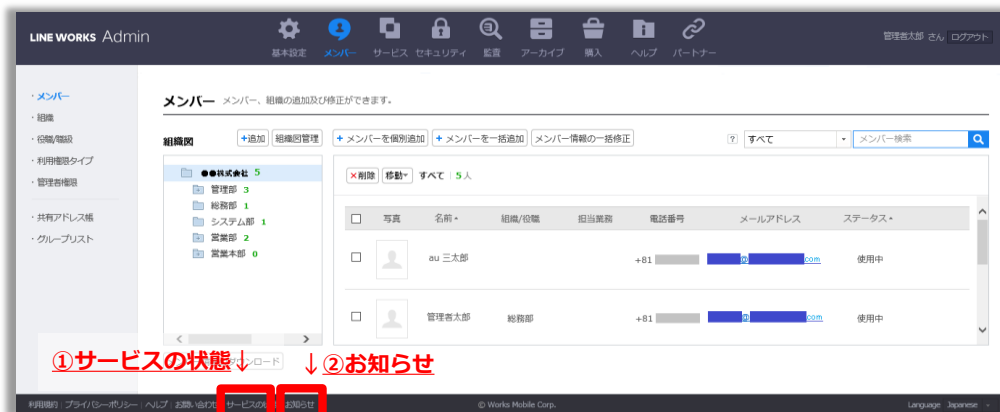 LINE WORKS Admin
基本設定 メンバー サービス セキュリティ 監査 アーカイブ 購入 ヘルプ パートナー
管理者太郎 さん ログアウト
・メンバー
・組織
・役職/職級
・利用権限タイプ
・管理者権限
・共有アドレス帳
・グループリスト
メンバー メンバー、組織の追加及び修正ができます。
組織図 +追加 組織図管理 + メンバーを個別追加 + メンバーを一括追加 メンバー情報の一括修正 ? すべて メンバー検索
●●株式会社 5
管理部 3
総務部 1
システム部 1
営業部 2
営業本部 0
×削除 移動 すべて | 5人
写真 名前 組織/役職 担当業務 電話番号 メールアドレス ステータス
au 三太郎 +81 @ com 使用中
管理者太郎 総務部 +81 @ com 使用中
①サービスの状態↓ ↓②お知らせ
ダウンロード
利用規約 | プライバシーポリシー | ヘルプ | お問い合わせ サービスの お知らせ
© Works Mobile Corp.
Language Japanese